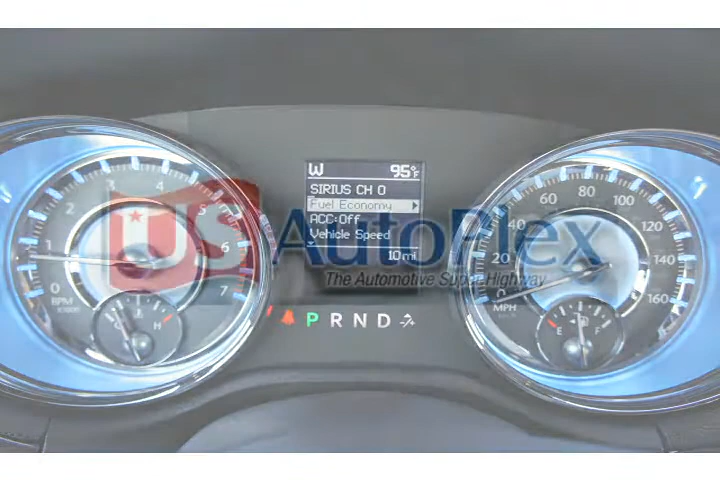 W 95°F
SIRIUS CH 0
Fuel Economy
ACC:Off
Vehicle Speed
10 mi
0 1 2 3 4 5 6 7
RPM
C H
P R N D
0 20 40 60 80 100 120 140 160
MPH
E F
US AutoPlex
The Automotive Super Highway